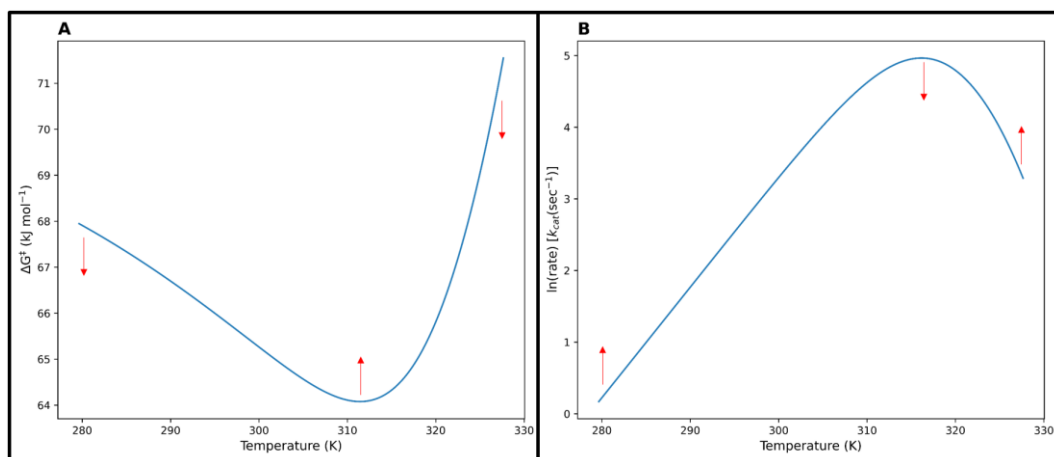 A
ΔG‡ (kJ mol⁻¹)
71
70
69
68
67
66
65
64
280 290 300 310 320 330
Temperature (K)
B
ln(rate) [k_cat(sec⁻¹)]
5
4
3
2
1
0
280 290 300 310 320 330
Temperature (K)